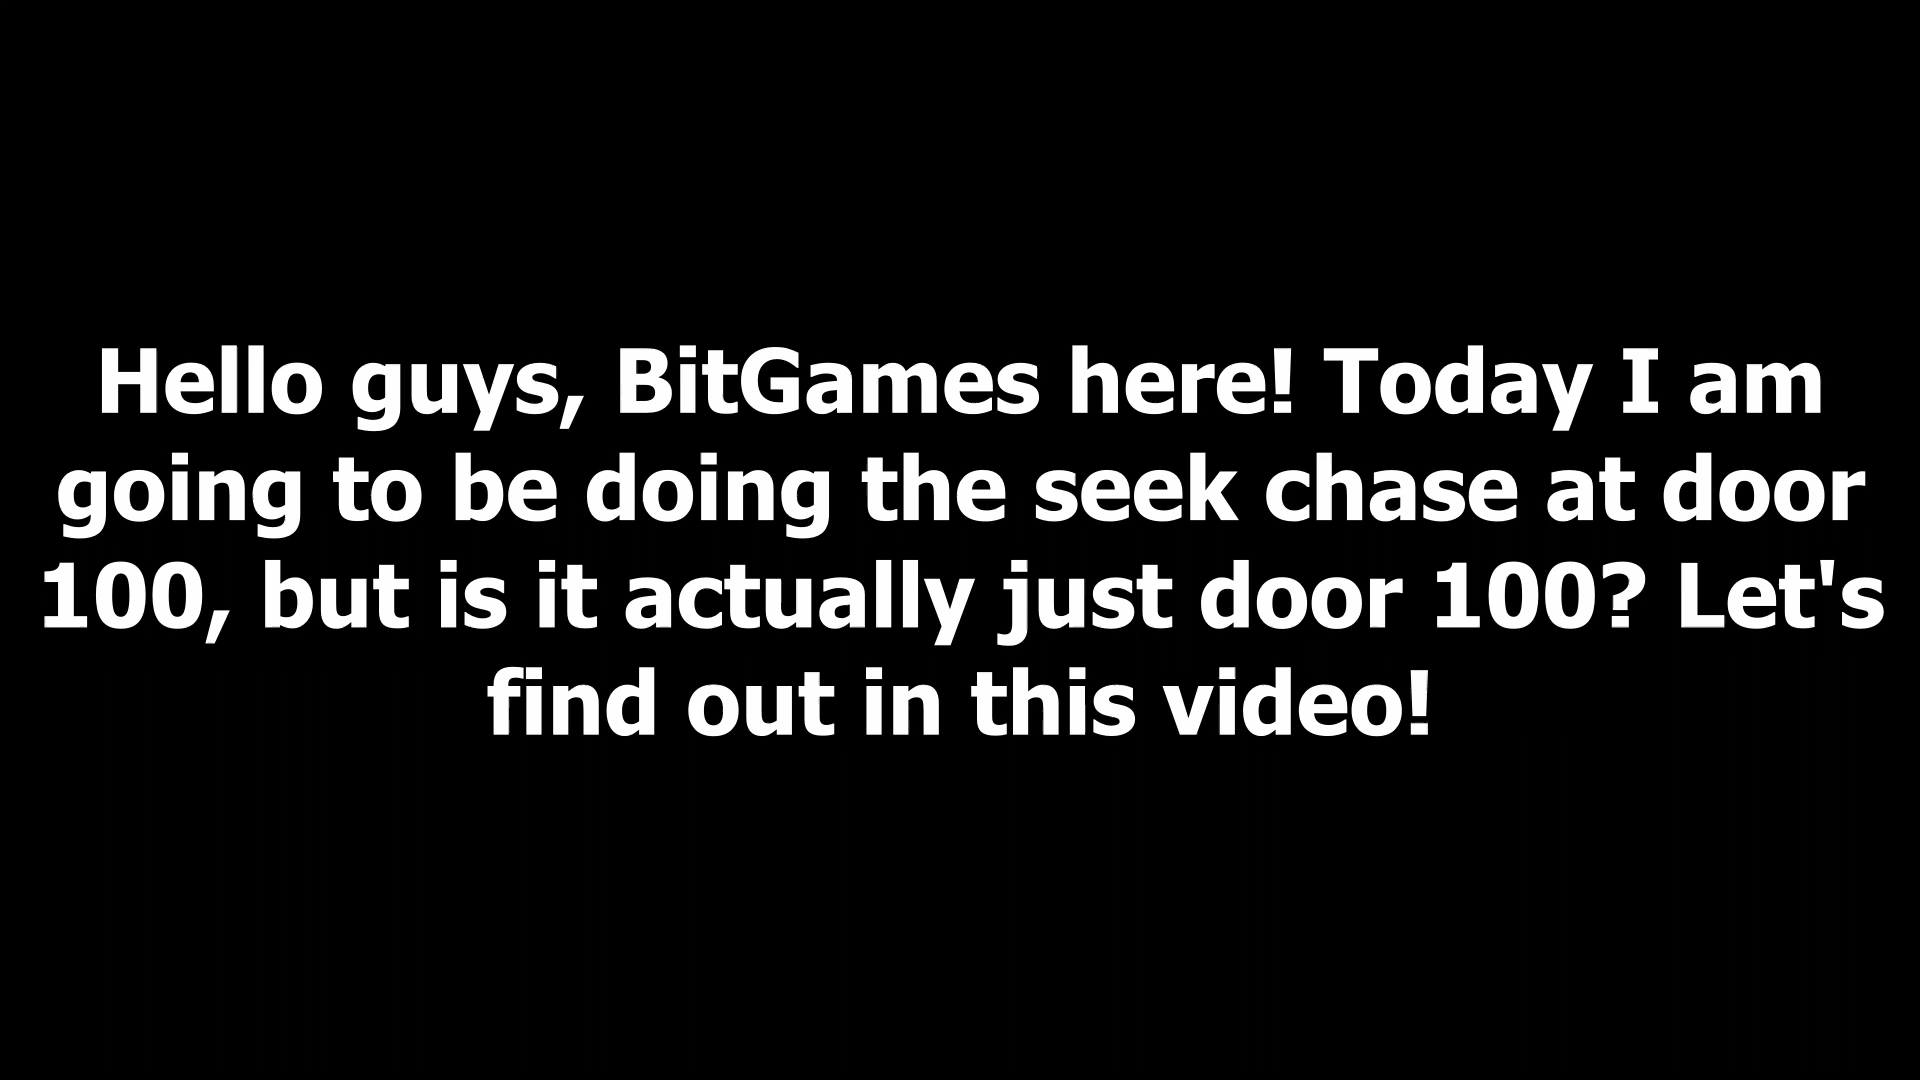 Hello guys, BitGames here! Today I am
going to be doing the seek chase at door
100, but is it actually just door 100? Let's
find out in this video!